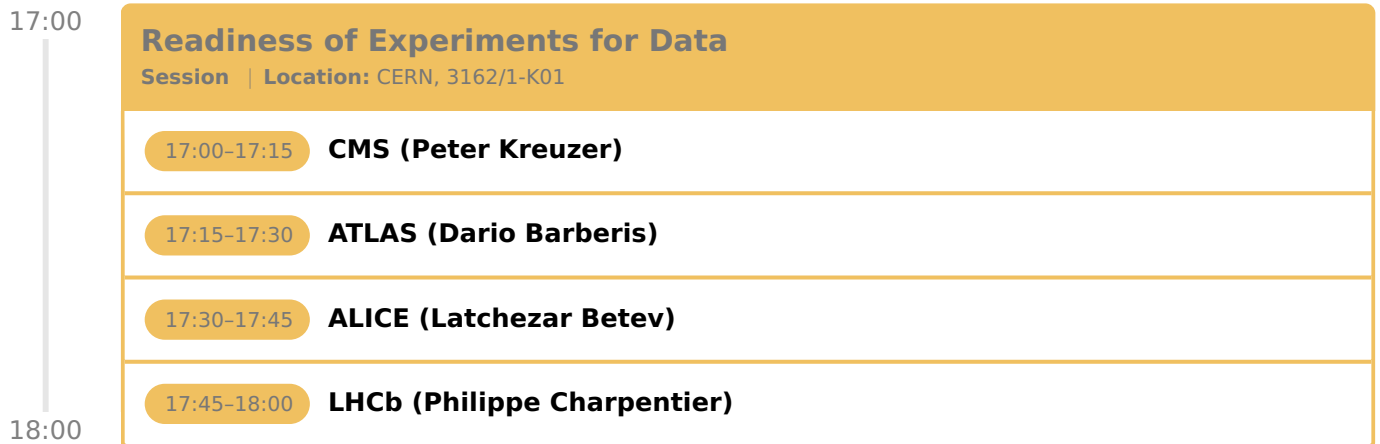 17:00
Readiness of Experiments for Data
Session | Location: CERN, 3162/1-K01
17:00–17:15 CMS (Peter Kreuzer)
17:15–17:30 ATLAS (Dario Barberis)
17:30–17:45 ALICE (Latchezar Betev)
17:45–18:00 LHCb (Philippe Charpentier)
18:00